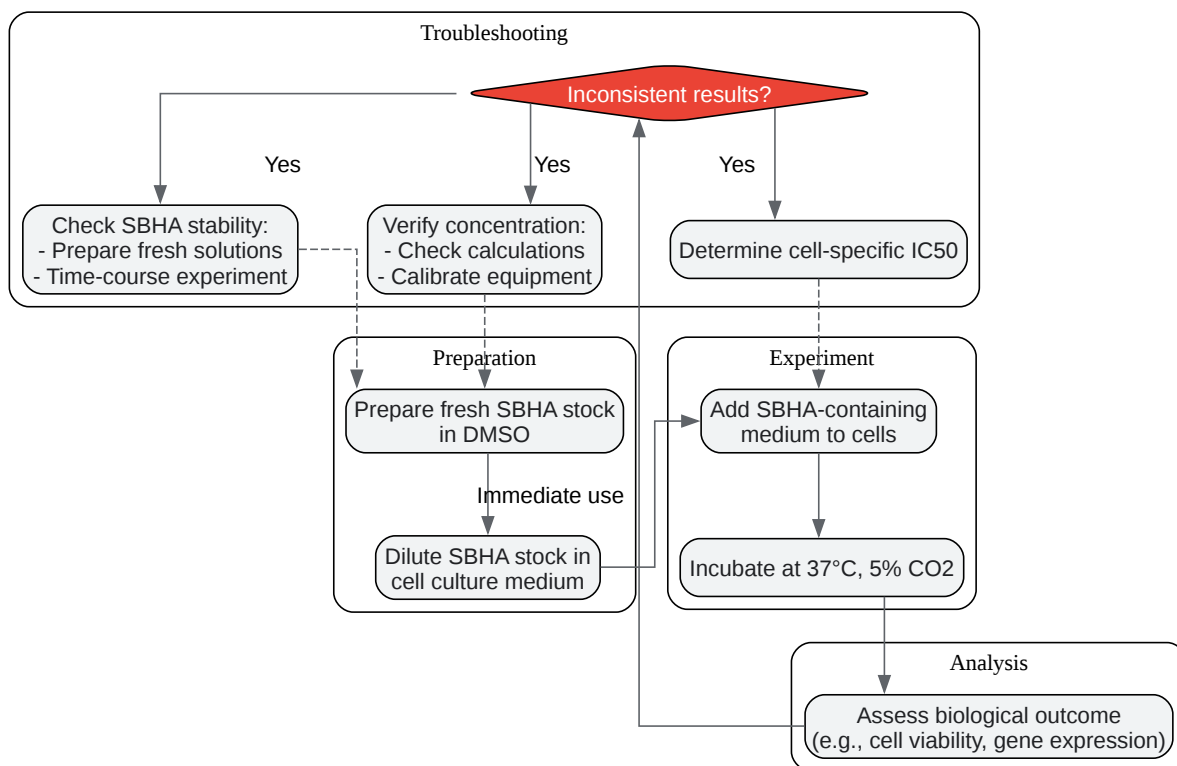 Troubleshooting
Inconsistent results?
Yes
Yes
Yes
Check SBHA stability:
- Prepare fresh solutions
- Time-course experiment
Verify concentration:
- Check calculations
- Calibrate equipment
Determine cell-specific IC50
Preparation
Prepare fresh SBHA stock
in DMSO
Immediate use
Dilute SBHA stock in
cell culture medium
Experiment
Add SBHA-containing
medium to cells
Incubate at 37°C, 5% CO2
Analysis
Assess biological outcome
(e.g., cell viability, gene expression)